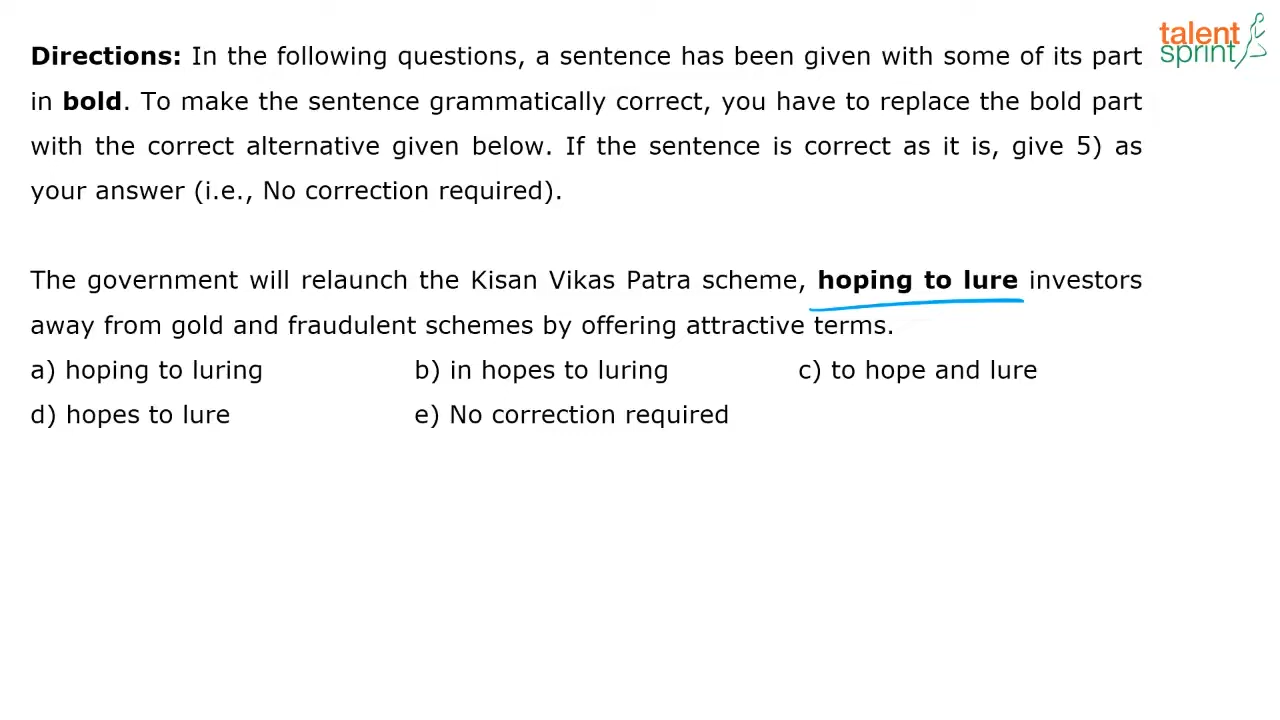 talent
sprint
Directions: In the following questions, a sentence has been given with some of its part
in bold. To make the sentence grammatically correct, you have to replace the bold part
with the correct alternative given below. If the sentence is correct as it is, give 5) as
your answer (i.e., No correction required).
The government will relaunch the Kisan Vikas Patra scheme, hoping to lure investors
away from gold and fraudulent schemes by offering attractive terms.
a) hoping to luring b) in hopes to luring c) to hope and lure
d) hopes to lure e) No correction required